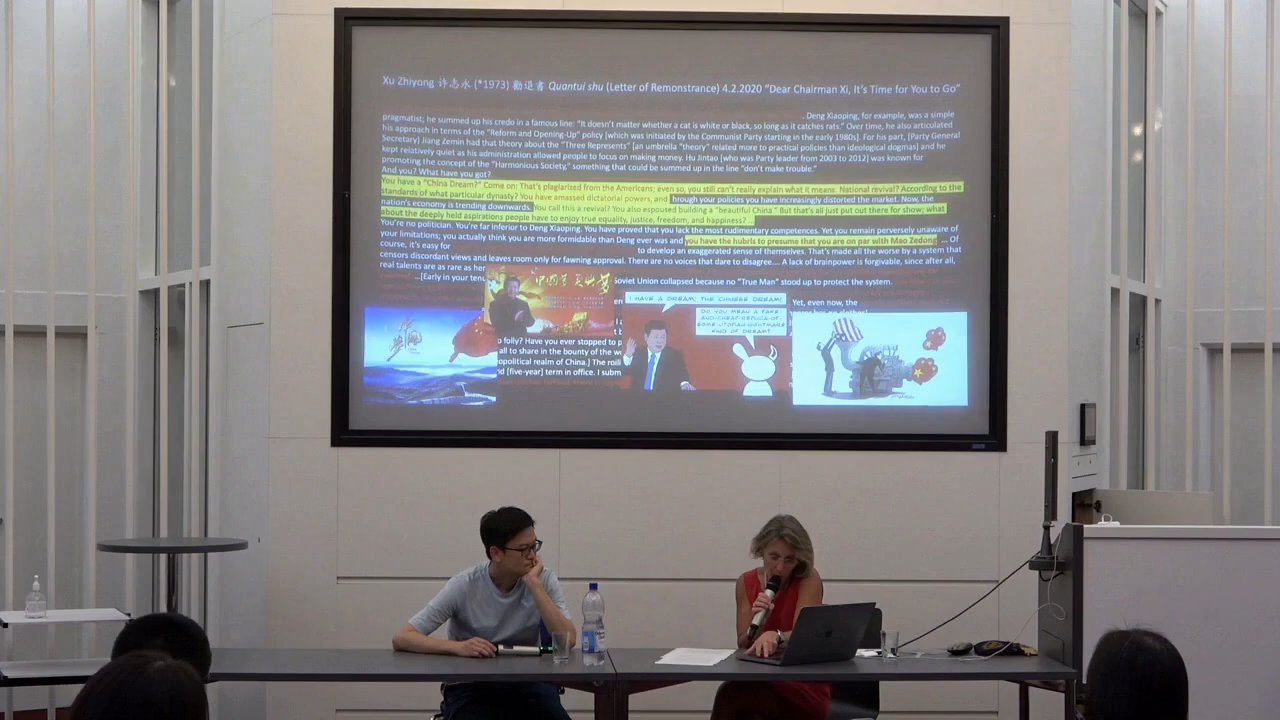 Xu Zhiyong 许志永 (*1973) 勸退書 Quantui shu (Letter of Remonstrance) 4.2.2020 "Dear Chairman Xi, It's Time for You to Go"
. Deng Xiaoping, for example, was a simple
pragmatist; he summed up his credo in a famous line: "It doesn't matter whether a cat is white or black, so long as it catches rats." Over time, he also articulated
his approach in terms of the "Reform and Opening-Up" policy [which was initiated by the Communist Party starting in the early 1980s]. For his part, [Party General
Secretary] Jiang Zemin had that theory about the "Three Represents" [an umbrella "theory" related more to practical policies than ideological dogmas] and he
kept relatively quiet as his administration allowed people to focus on making money. Hu Jintao [who was Party leader from 2003 to 2012] was known for
promoting the concept of the "Harmonious Society," something that could be summed up in the line "don't make trouble."
And you? What have you got?
You have a "China Dream?" Come on: That's plagiarized from the Americans; even so, you still can't really explain what it means. National revival? According to the
standards of what particular dynasty? You have amassed dictatorial powers, and through your policies you have increasingly distorted the market. Now, the
nation's economy is trending downwards. You call this a revival? You also espoused building a "beautiful China." But that's all just put out there for show; what
about the deeply held aspirations people have to enjoy true equality, justice, freedom, and happiness? ...
You're no politician. You're far inferior to Deng Xiaoping. You have proved that you lack the most rudimentary competences. Yet you remain perversely unaware of
your limitations; you actually think you are more formidable than Deng ever was and you have the hubris to presume that you are on par with Mao Zedong. ... Of
course, it's easy for to develop an exaggerated sense of themselves. That's made all the worse by a system that
censors discordant views and leaves room only for fawning approval. There are no voices that dare to disagree.... A lack of brainpower is forgivable, since after all,
real talents are as rare as her
...[Early in your tenu Soviet Union collapsed because no "True Man" stood up to protect the system.
中国梦
I HAVE A DREAM: THE CHINESE DREAM!
DO YOU MEAN A FAKE AND CHEAP REPLICA OF SOME UTOPIAN NIGHTMARE KIND OF DREAM?
Yet, even now, the
o folly? Have you ever stopped to p
all to share in the bounty of the wo
opolitical realm of China.] The roili
d [five-year] term in office. I subm